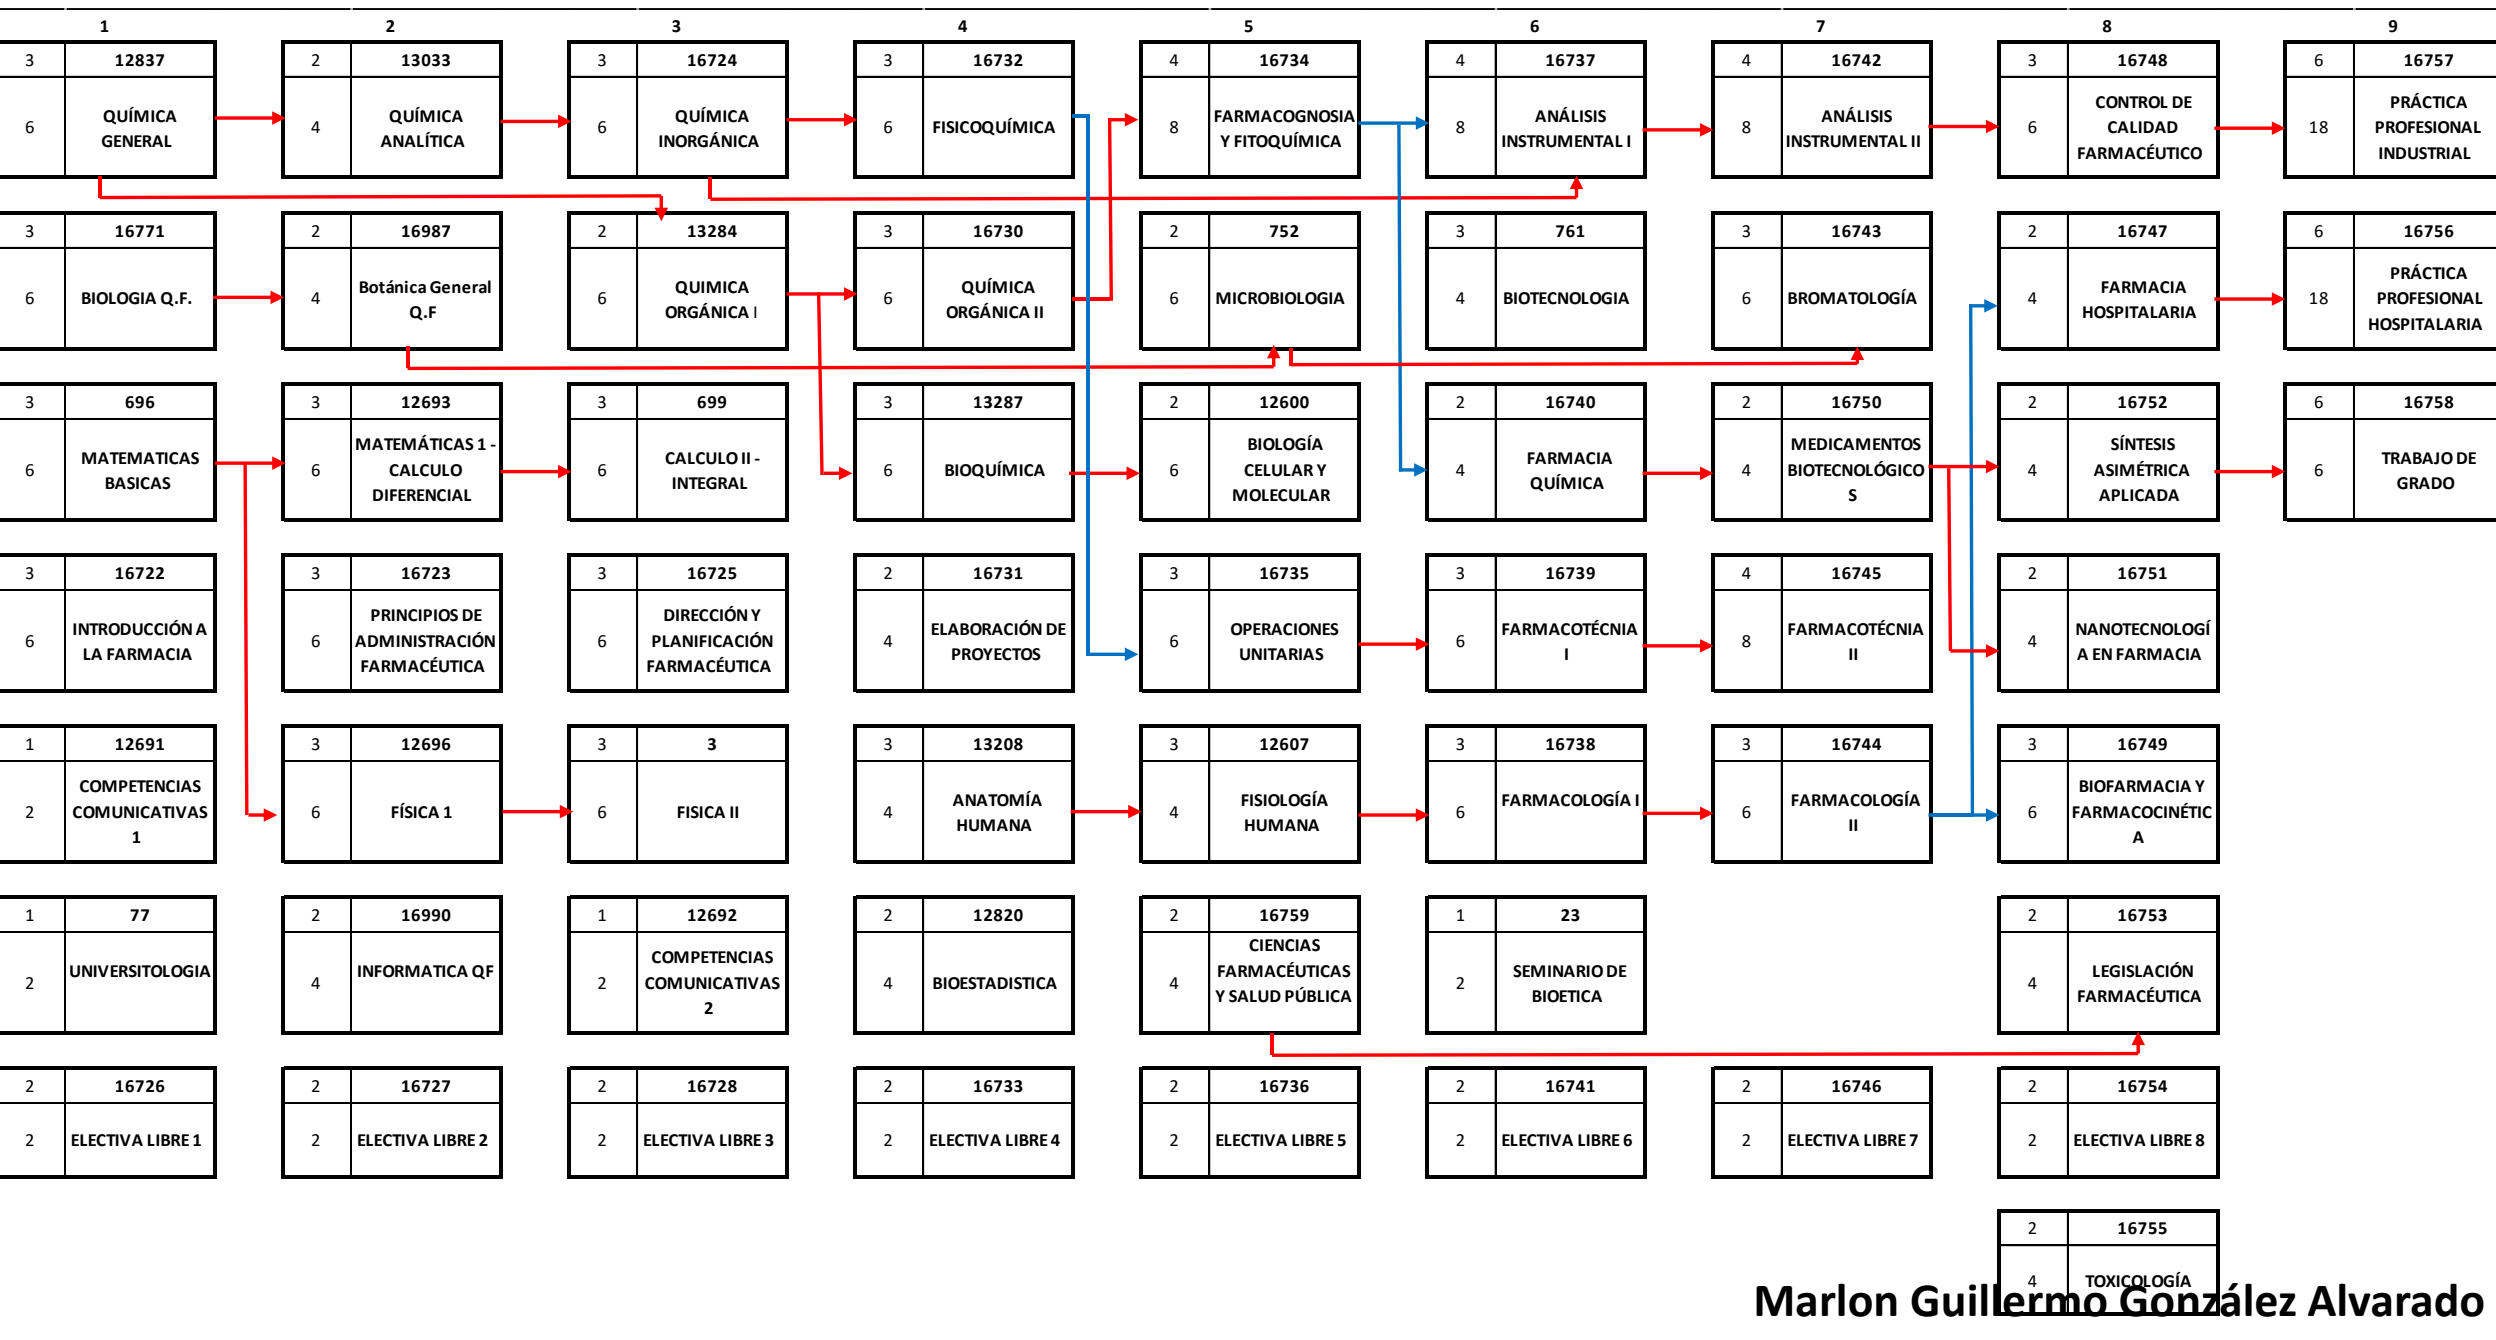 1 2 3 4 5 6 7 8 9
3 12837 2 13033 3 16724 3 16732 4 16734 4 16737 4 16742 3 16748 6 16757
6 QUÍMICA GENERAL 4 QUÍMICA ANALÍTICA 6 QUÍMICA INORGÁNICA 6 FISICOQUÍMICA 8 FARMACOGNOSIA Y FITOQUÍMICA 8 ANÁLISIS INSTRUMENTAL I 8 ANÁLISIS INSTRUMENTAL II 6 CONTROL DE CALIDAD FARMACÉUTICO 18 PRÁCTICA PROFESIONAL INDUSTRIAL
3 16771 2 16987 2 13284 3 16730 2 752 3 761 3 16743 2 16747 6 16756
6 BIOLOGIA Q.F. 4 Botánica General Q.F 6 QUIMICA ORGÁNICA I 6 QUÍMICA ORGÁNICA II 6 MICROBIOLOGIA 4 BIOTECNOLOGIA 6 BROMATOLOGÍA 4 FARMACIA HOSPITALARIA 18 PRÁCTICA PROFESIONAL HOSPITALARIA
3 696 3 12693 3 699 3 13287 2 12600 2 16740 2 16750 2 16752 6 16758
6 MATEMATICAS BASICAS 6 MATEMÁTICAS 1 - CALCULO DIFERENCIAL 6 CALCULO II - INTEGRAL 6 BIOQUÍMICA 6 BIOLOGÍA CELULAR Y MOLECULAR 4 FARMACIA QUÍMICA 4 MEDICAMENTOS BIOTECNOLÓGICO S 4 SÍNTESIS ASIMÉTRICA APLICADA 6 TRABAJO DE GRADO
3 16722 3 16723 3 16725 2 16731 3 16735 3 16739 4 16745 2 16751
6 INTRODUCCIÓN A LA FARMACIA 6 PRINCIPIOS DE ADMINISTRACIÓN FARMACÉUTICA 6 DIRECCIÓN Y PLANIFICACIÓN FARMACÉUTICA 4 ELABORACIÓN DE PROYECTOS 6 OPERACIONES UNITARIAS 6 FARMACOTÉCNIA I 8 FARMACOTÉCNIA II 4 NANOTECNOLOGÍ A EN FARMACIA
1 12691 3 12696 3 3 3 13208 3 12607 3 16738 3 16744 3 16749
2 COMPETENCIAS COMUNICATIVAS 1 6 FÍSICA 1 6 FISICA II 4 ANATOMÍA HUMANA 4 FISIOLOGÍA HUMANA 6 FARMACOLOGÍA I 6 FARMACOLOGÍA II 6 BIOFARMACIA Y FARMACOCINÉTIC A
1 77 2 16990 1 12692 2 12820 2 16759 1 23 2 16753
2 UNIVERSITOLOGIA 4 INFORMATICA QF 2 COMPETENCIAS COMUNICATIVAS 2 4 BIOESTADISTICA 4 CIENCIAS FARMACÉUTICAS Y SALUD PÚBLICA 2 SEMINARIO DE BIOETICA 4 LEGISLACIÓN FARMACÉUTICA
2 16726 2 16727 2 16728 2 16733 2 16736 2 16741 2 16746 2 16754
2 ELECTIVA LIBRE 1 2 ELECTIVA LIBRE 2 2 ELECTIVA LIBRE 3 2 ELECTIVA LIBRE 4 2 ELECTIVA LIBRE 5 2 ELECTIVA LIBRE 6 2 ELECTIVA LIBRE 7 2 ELECTIVA LIBRE 8
2 16755
4 TOXICOLOGÍA
Marlon Guillermo González Alvarado